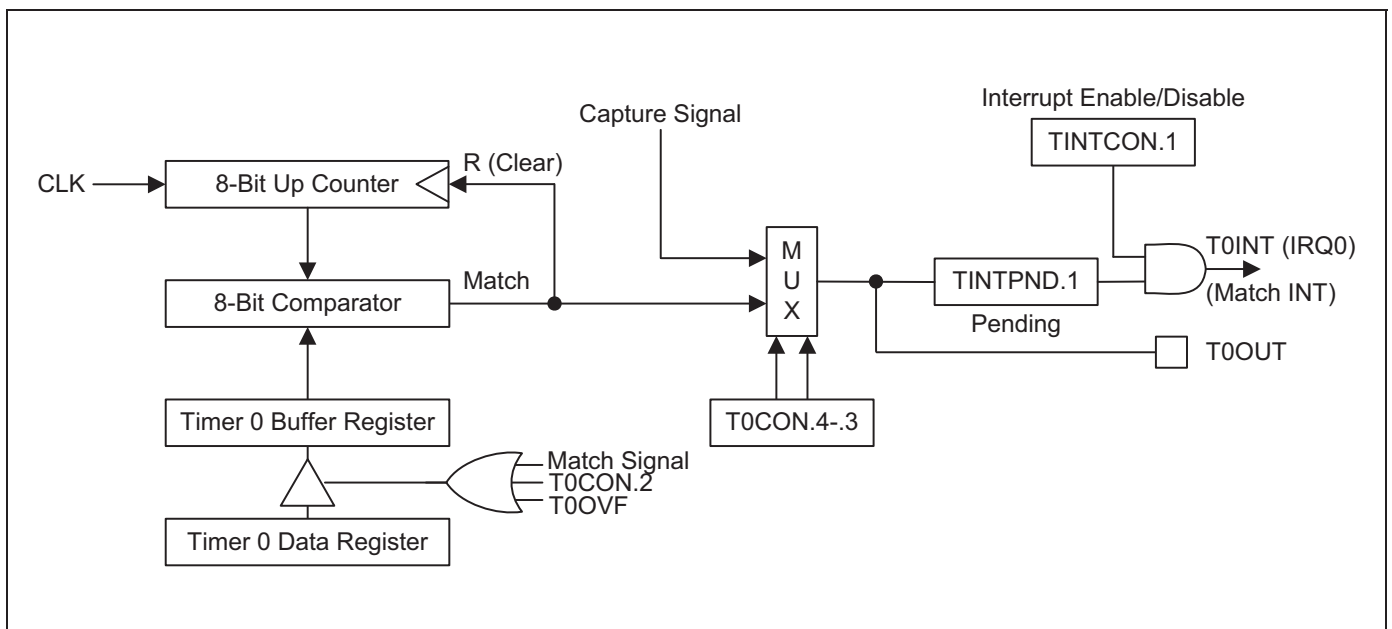 Interrupt Enable/Disable
Capture Signal
TINTCON.1
R (Clear)
CLK
8-Bit Up Counter
M
U
X
T0INT (IRQ0)
(Match INT)
Match
8-Bit Comparator
TINTPND.1
Pending
T0OUT
Timer 0 Buffer Register
T0CON.4-.3
Match Signal
T0CON.2
T0OVF
Timer 0 Data Register